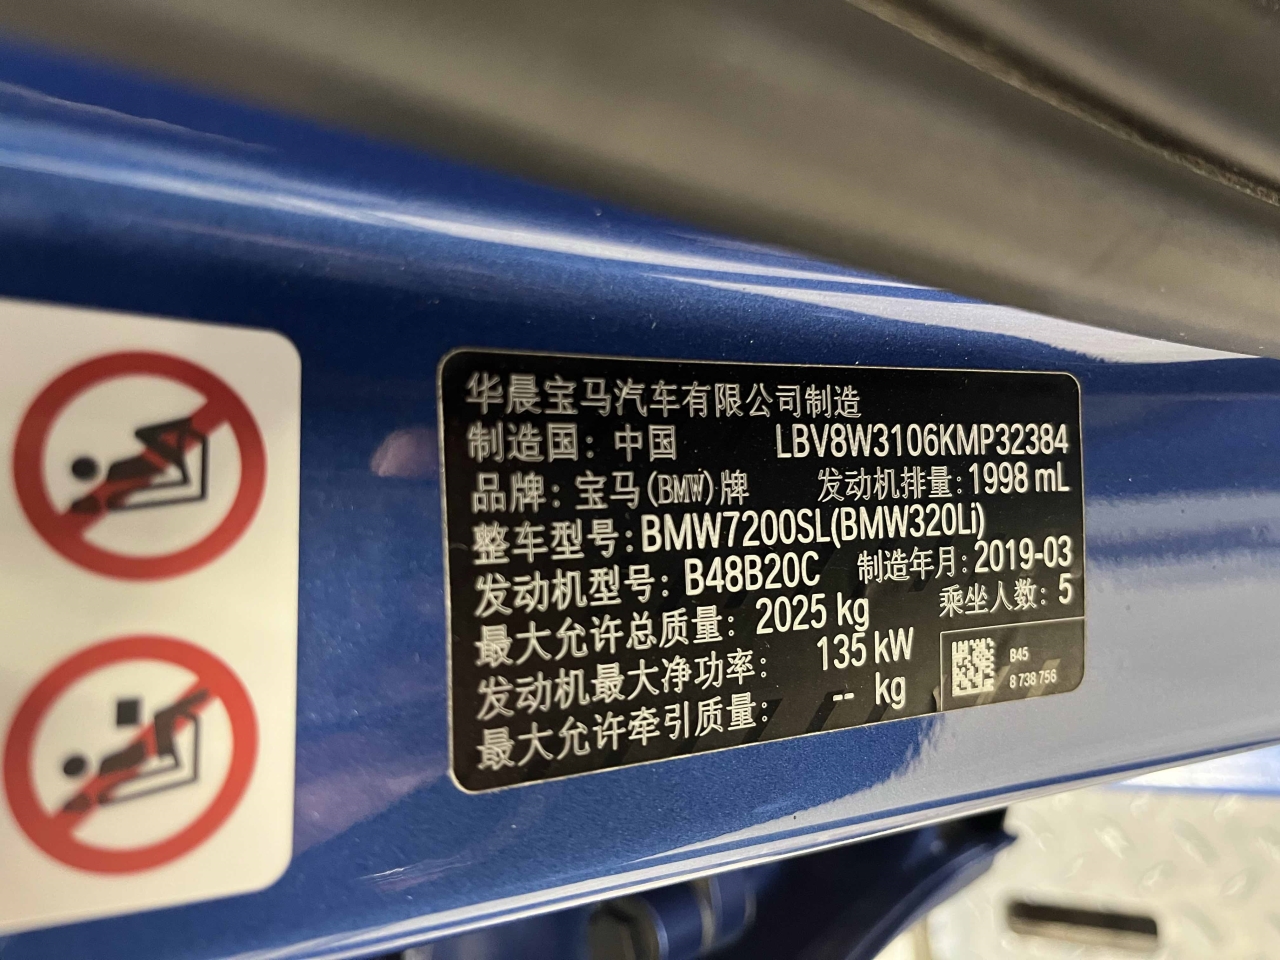 华晨宝马汽车有限公司制造
制造国：中国 LBV8W3106KMP32384
品牌：宝马(BMW)牌 发动机排量：1998 mL
整车型号：BMW7200SL(BMW320Li)
发动机型号：B48B20C 制造年月：2019-03
最大允许总质量：2025 kg 乘坐人数：5
发动机最大净功率：135 kW
最大允许牵引质量：-- kg
B45
8 738 756